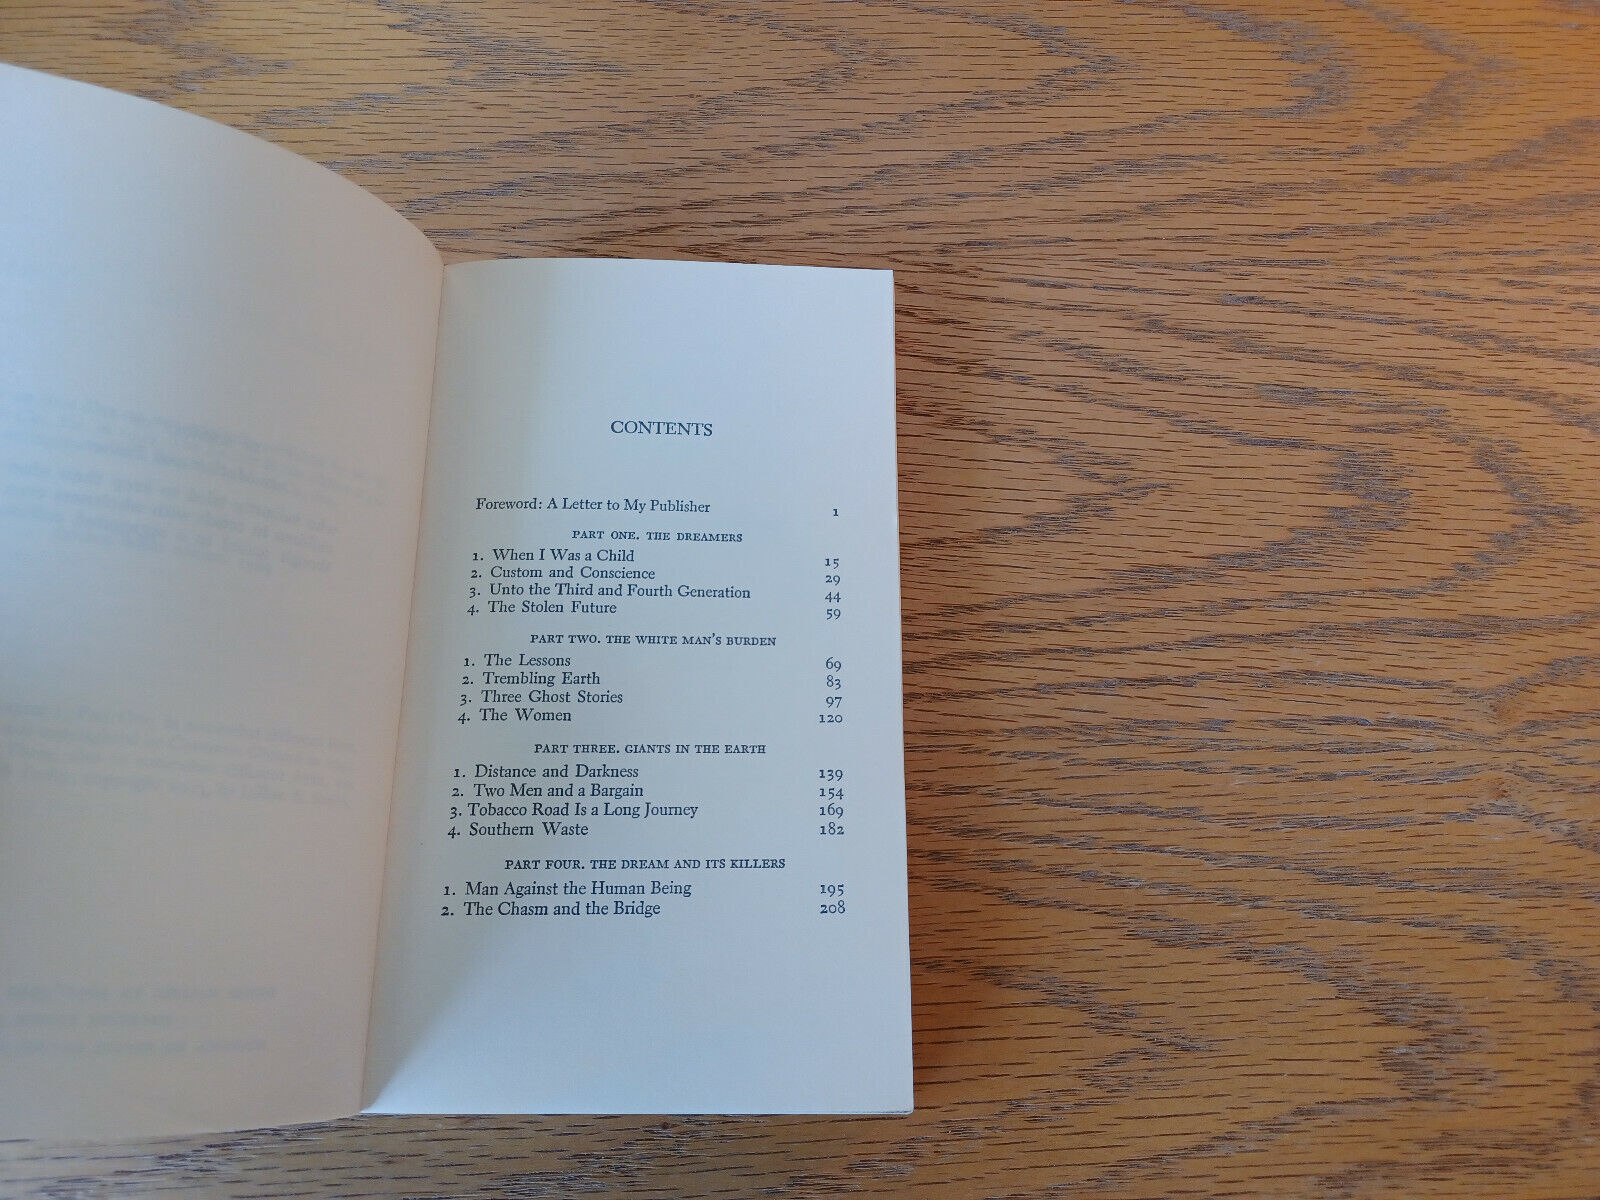 CONTENTS
Foreword: A Letter to My Publisher 1
PART ONE. THE DREAMERS
1. When I Was a Child 15
2. Custom and Conscience 29
3. Unto the Third and Fourth Generation 44
4. The Stolen Future 59
PART TWO. THE WHITE MAN'S BURDEN
1. The Lessons 69
2. Trembling Earth 83
3. Three Ghost Stories 97
4. The Women 120
PART THREE. GIANTS IN THE EARTH
1. Distance and Darkness 139
2. Two Men and a Bargain 154
3. Tobacco Road Is a Long Journey 169
4. Southern Waste 182
PART FOUR. THE DREAM AND ITS KILLERS
1. Man Against the Human Being 195
2. The Chasm and the Bridge 208